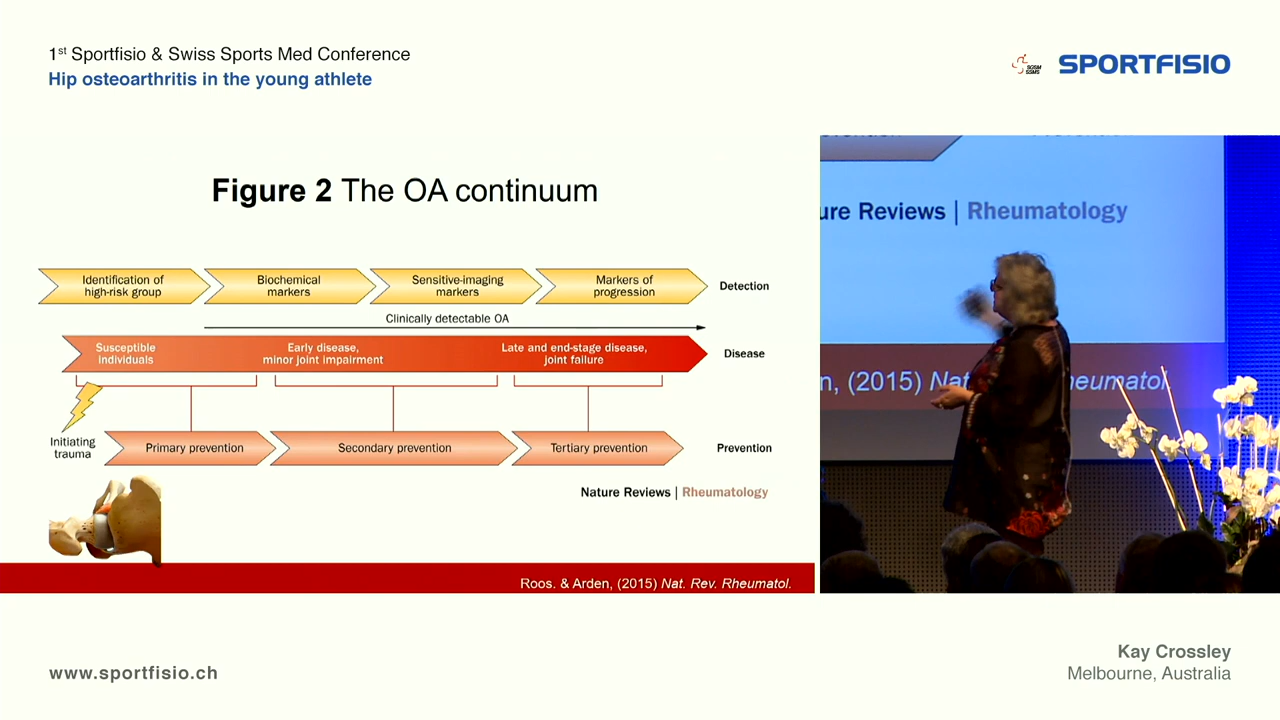 1st Sportfisio & Swiss Sports Med Conference
Hip osteoarthritis in the young athlete
SGSM
SSMS
SPORTFISIO
Figure 2 The OA continuum
Identification of
high-risk group
Biochemical
markers
Sensitive-imaging
markers
Markers of
progression
Detection
Clinically detectable OA
Susceptible
individuals
Early disease,
minor joint impairment
Late and end-stage disease,
joint failure
Disease
Initiating
trauma
Primary prevention
Secondary prevention
Tertiary prevention
Prevention
Nature Reviews | Rheumatology
Roos. & Arden, (2015) Nat. Rev. Rheumatol.
ure Reviews | Rheumatology
n, (2015) Nat
heumatol
www.sportfisio.ch
Kay Crossley
Melbourne, Australia